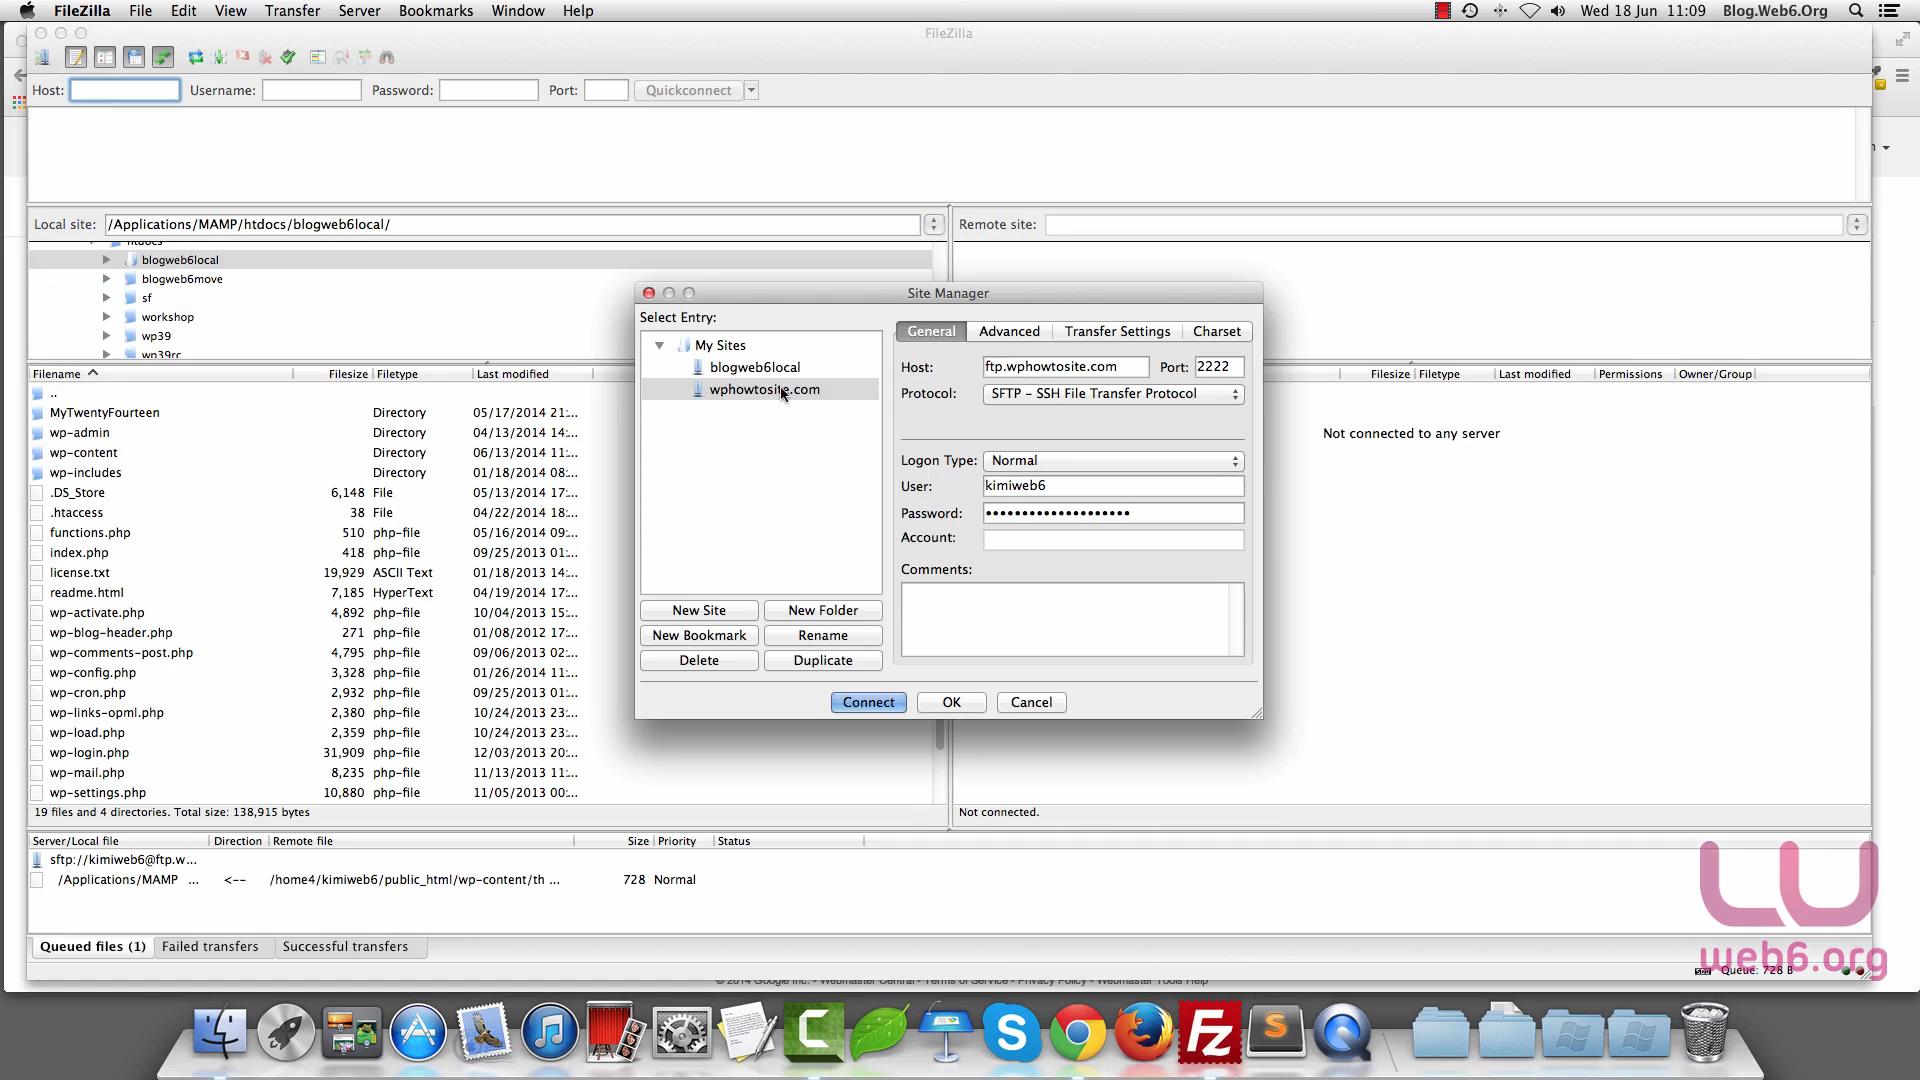 FileZilla File Edit View Transfer Server Bookmarks Window Help Wed 18 Jun 11:09 Blog.Web6.Org
FileZilla
Host: Username: Password: Port: Quickconnect
Local site: /Applications/MAMP/htdocs/blogweb6local/ Remote site:
htdocs
blogweb6local
blogweb6move
sf
workshop
wp39
wp39rc
Filename Filesize Filetype Last modified
..
MyTwentyFourteen Directory 05/17/2014 21:...
wp-admin Directory 04/13/2014 14:...
wp-content Directory 06/13/2014 11:...
wp-includes Directory 01/18/2014 08:...
.DS_Store 6,148 File 05/13/2014 17:...
.htaccess 38 File 04/22/2014 18:...
functions.php 510 php-file 05/16/2014 09:...
index.php 418 php-file 09/25/2013 01:...
license.txt 19,929 ASCII Text 01/18/2013 14:...
readme.html 7,185 HyperText 04/19/2014 17:...
wp-activate.php 4,892 php-file 10/04/2013 15:...
wp-blog-header.php 271 php-file 01/08/2012 17:...
wp-comments-post.php 4,795 php-file 09/06/2013 02:...
wp-config.php 3,328 php-file 01/26/2014 11:...
wp-cron.php 2,932 php-file 09/25/2013 01:...
wp-links-opml.php 2,380 php-file 10/24/2013 23:...
wp-load.php 2,359 php-file 10/24/2013 23:...
wp-login.php 31,909 php-file 12/03/2013 20:...
wp-mail.php 8,235 php-file 11/13/2013 11:...
wp-settings.php 10,880 php-file 11/05/2013 00:...
19 files and 4 directories. Total size: 138,915 bytes
Site Manager
Select Entry:
My Sites
blogweb6local
wphowtosite.com
New Site New Folder
New Bookmark Rename
Delete Duplicate
General Advanced Transfer Settings Charset
Host: ftp.wphowtosite.com Port: 2222
Protocol: SFTP - SSH File Transfer Protocol
Logon Type: Normal
User: kimiweb6
Password: ••••••••••••••••••••
Account:
Comments:
Connect OK Cancel
Filesize Filetype Last modified Permissions Owner/Group
Not connected to any server
Not connected.
Server/Local file Direction Remote file Size Priority Status
sftp://kimiweb6@ftp.w...
/Applications/MAMP ... <-- /home4/kimiweb6/public_html/wp-content/th ... 728 Normal
Queued files (1) Failed transfers Successful transfers
Queue: 728 B
web6.org
© 2014 Google Inc. - Webmaster Central - Terms of Service - Privacy Policy - Webmaster Tools Help